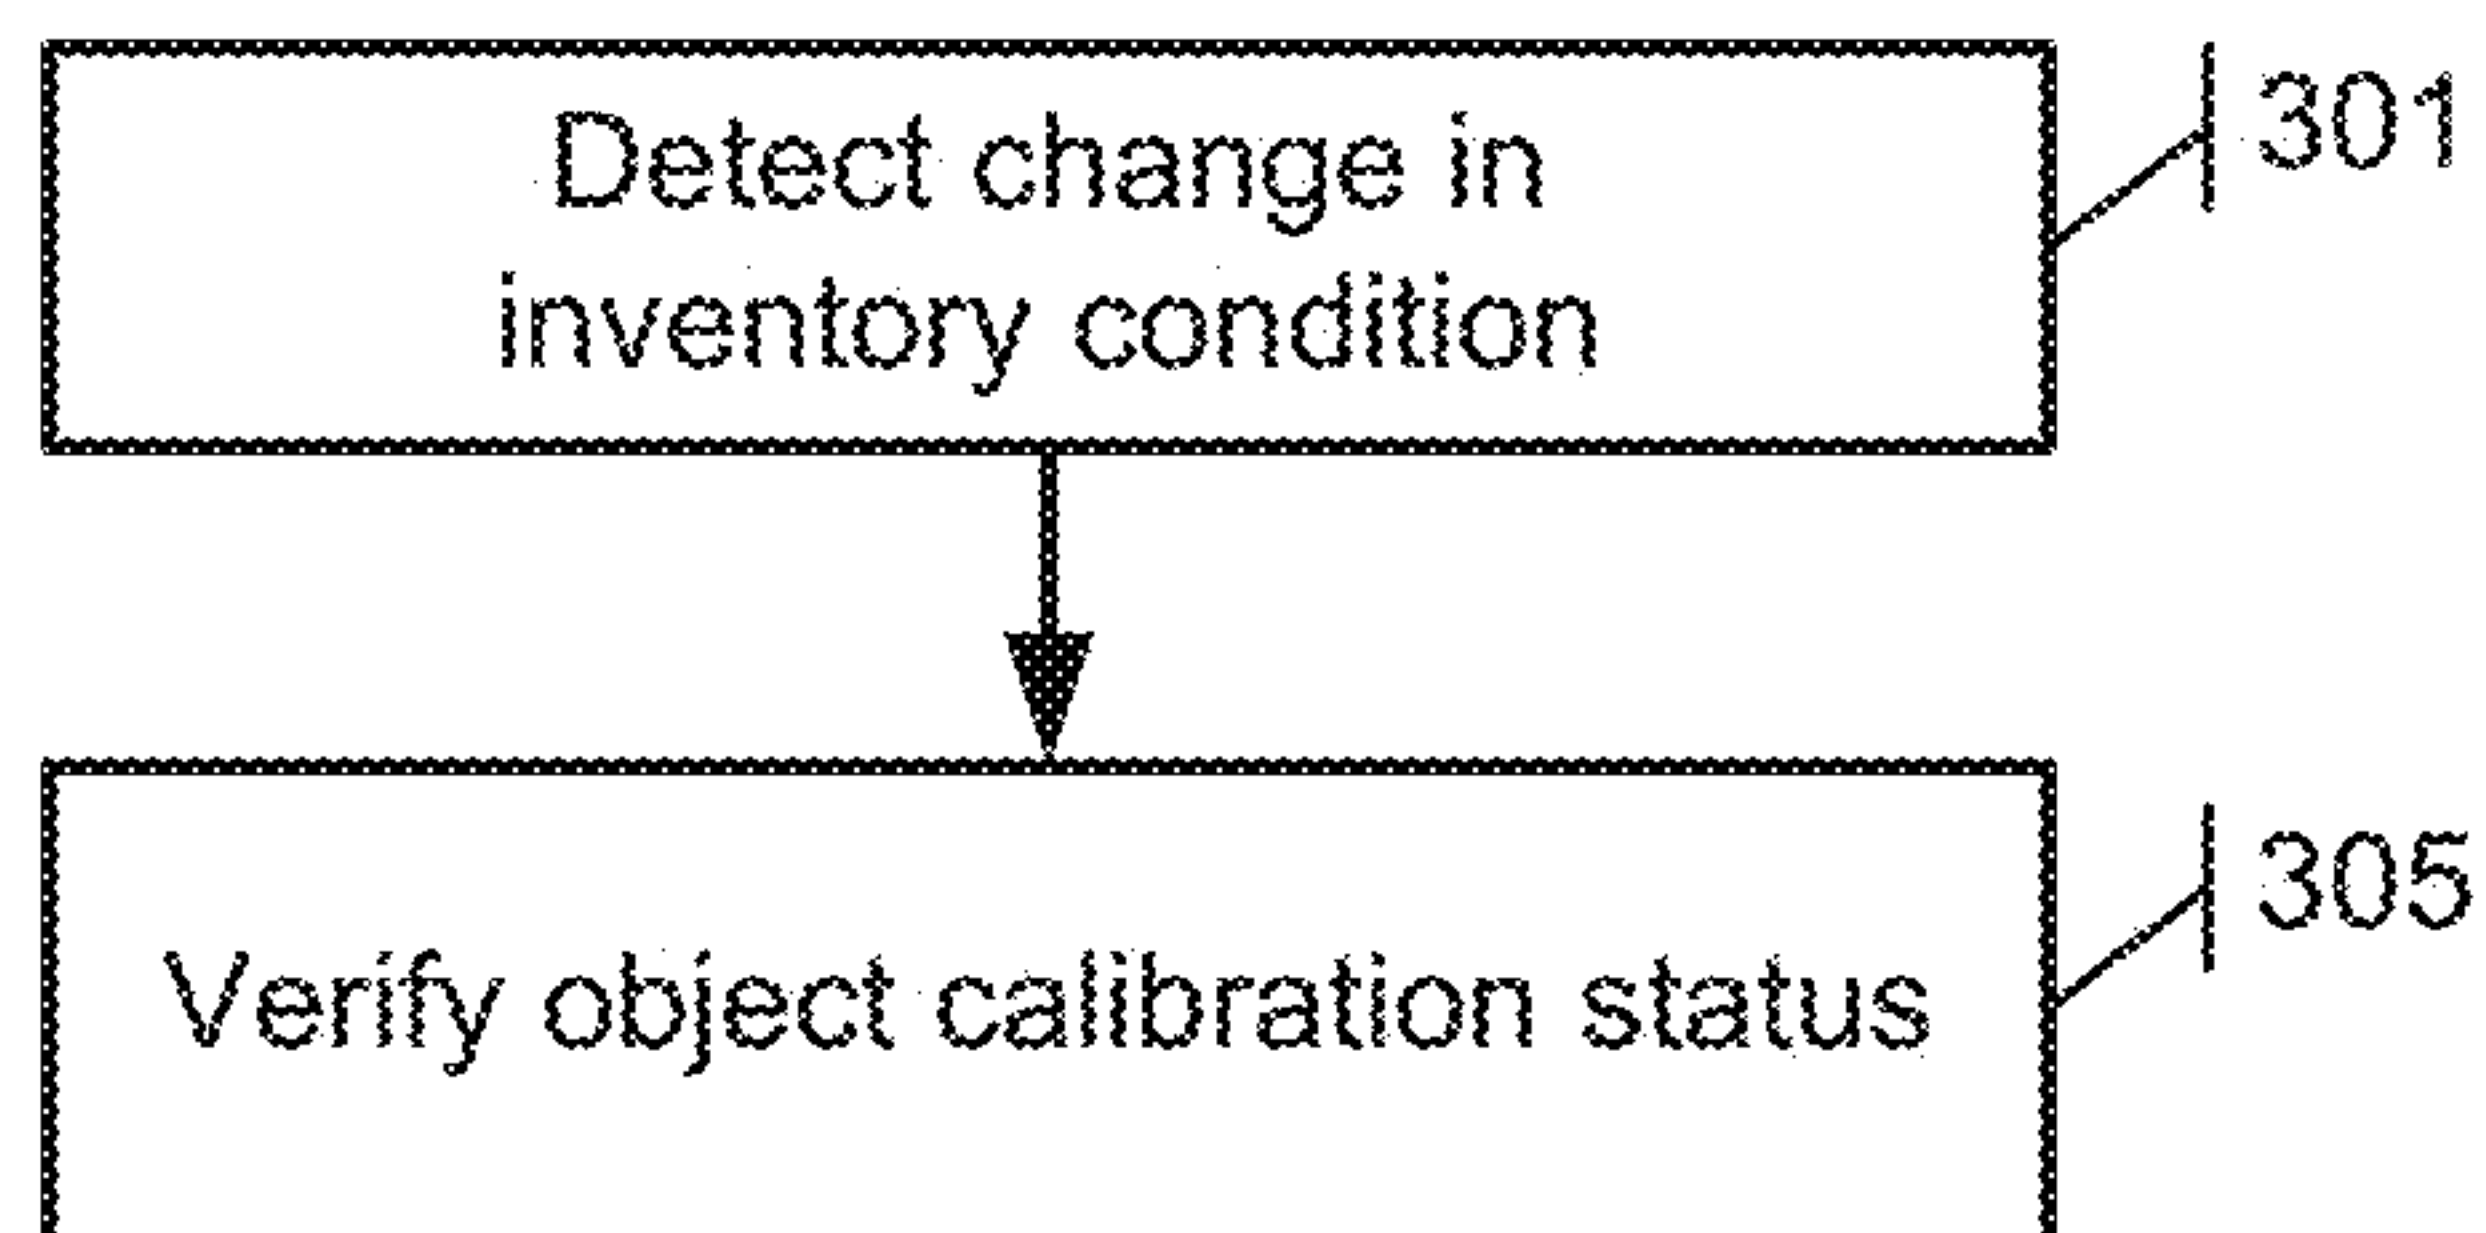 Detect change in
inventory condition
301
Verify object calibration status
305